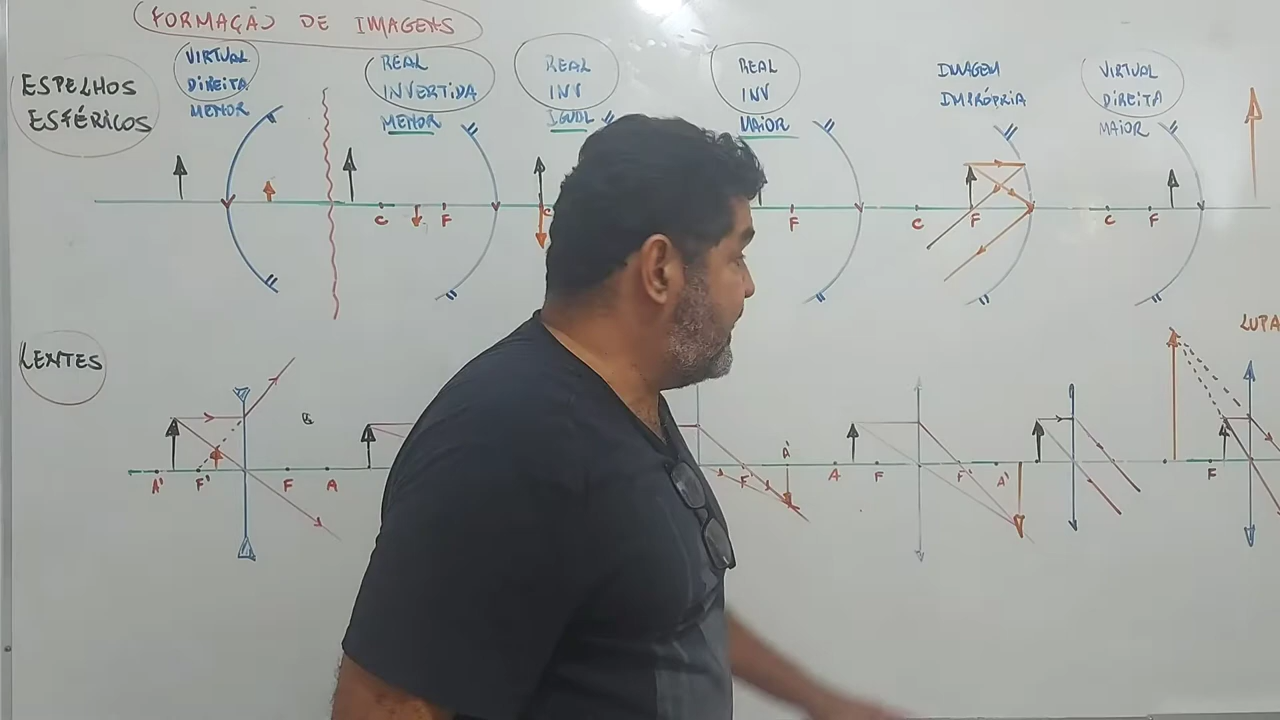 FORMAÇÃO DE IMAGENS
ESPELHOS
ESFÉRICOS
VIRTUAL
DIREITA
MENOR
REAL
INVERTIDA
MENOR
REAL
INV
IGUAL
REAL
INV
MAIOR
IMAGEM
IMPRÓPRIA
VIRTUAL
DIREITA
MAIOR
C F C F C F C F
LENTES
LUPA
A' F' F A F' A' A F F' A' F